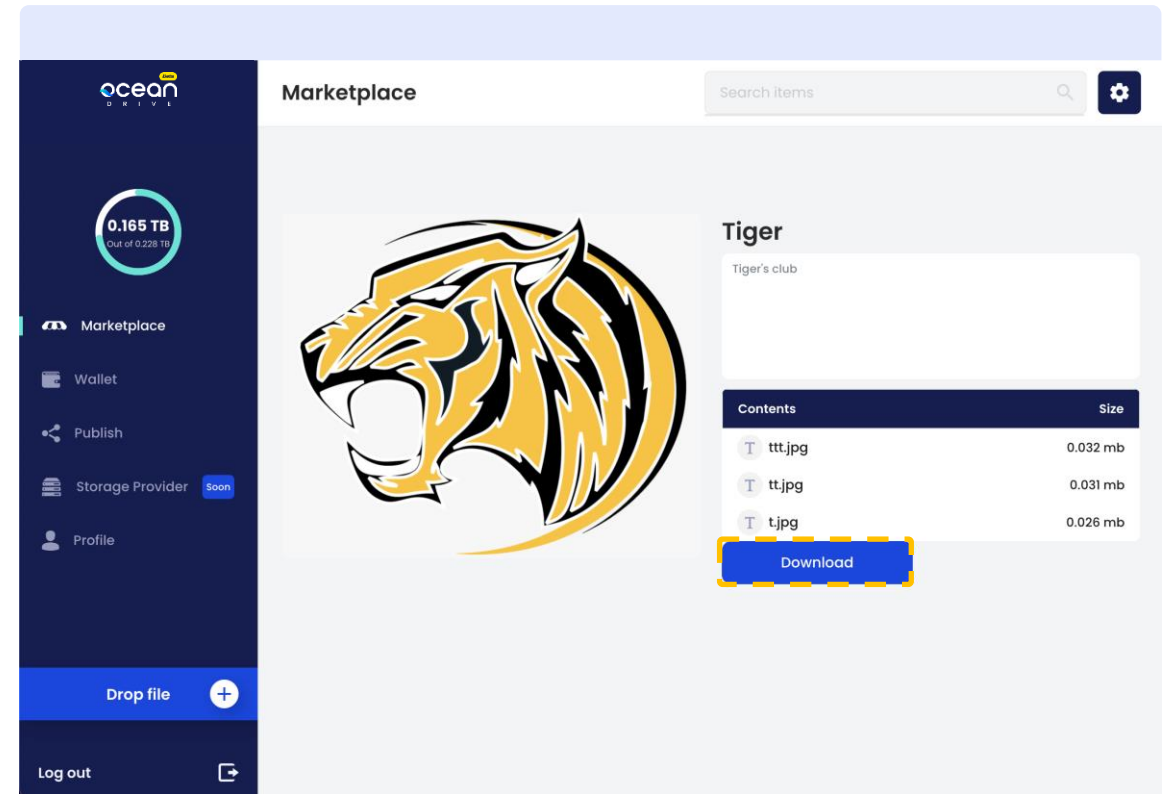 Beta
ocean
DRIVE
Marketplace
Search items
0.165 TB
Out of 0.228 TB
Marketplace
Wallet
Publish
Storage Provider Soon
Profile
Drop file
Log out
Tiger
Tiger's club
Contents Size
T ttt.jpg 0.032 mb
T tt.jpg 0.031 mb
T t.jpg 0.026 mb
Download